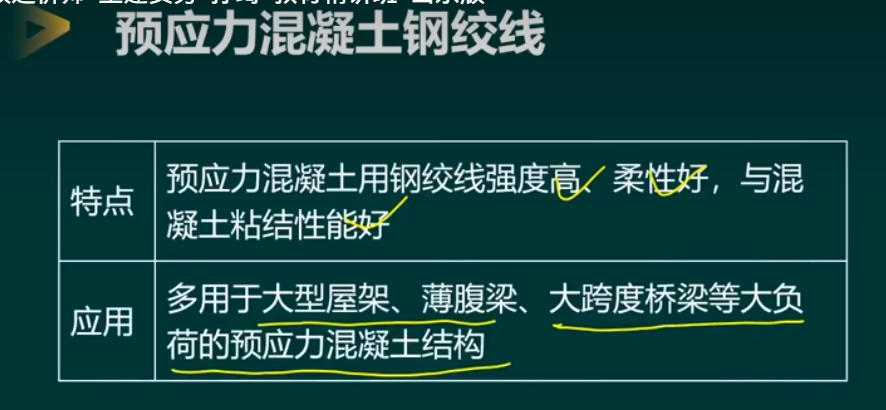 预应力混凝土钢绞线
特点
预应力混凝土用钢绞线强度高、柔性好，与混
凝土粘结性能好
应用
多用于大型屋架、薄腹梁、大跨度桥梁等大负
荷的预应力混凝土结构